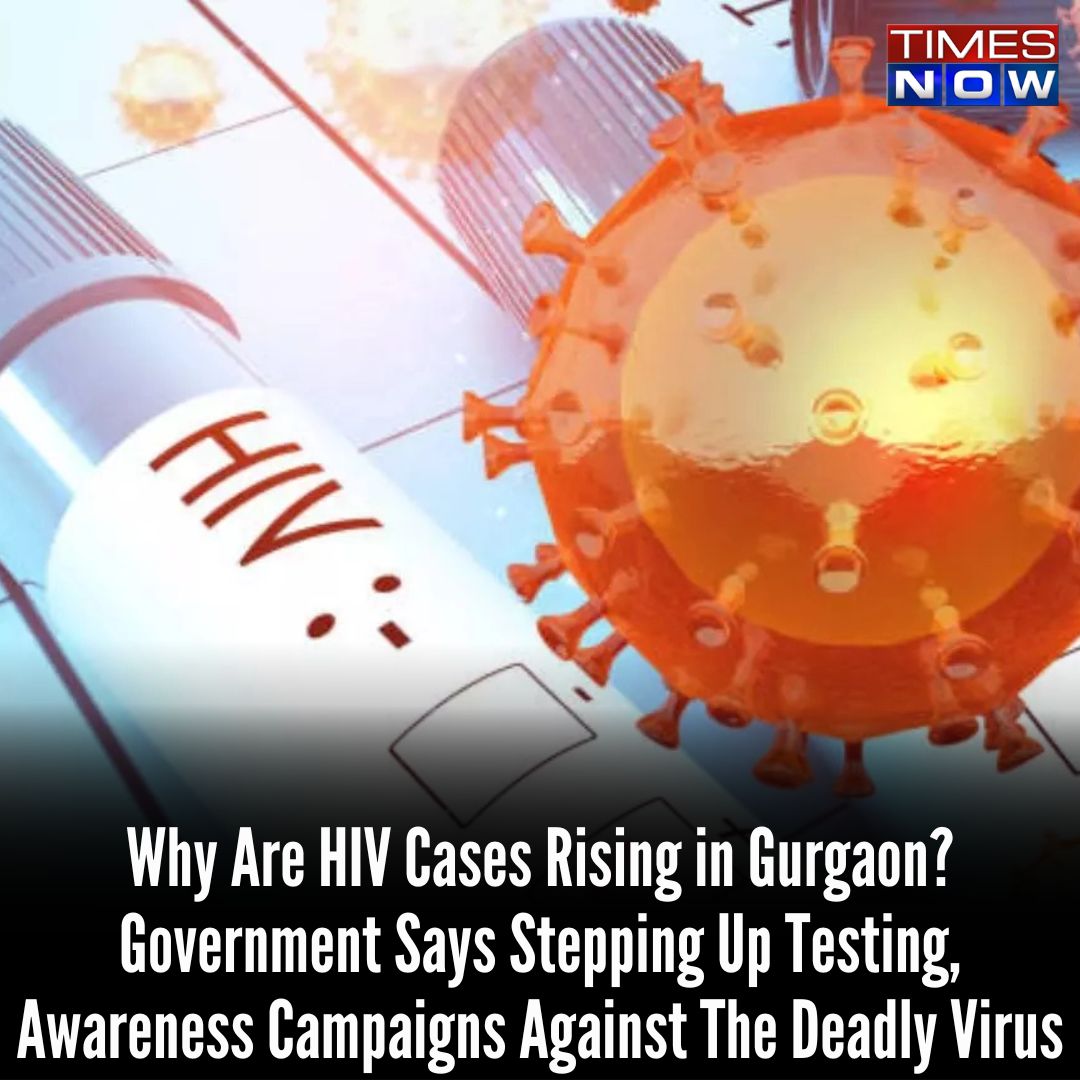 TIMES
NOW
HIV :-
Why Are HIV Cases Rising in Gurgaon?
Government Says Stepping Up Testing,
Awareness Campaigns Against The Deadly Virus